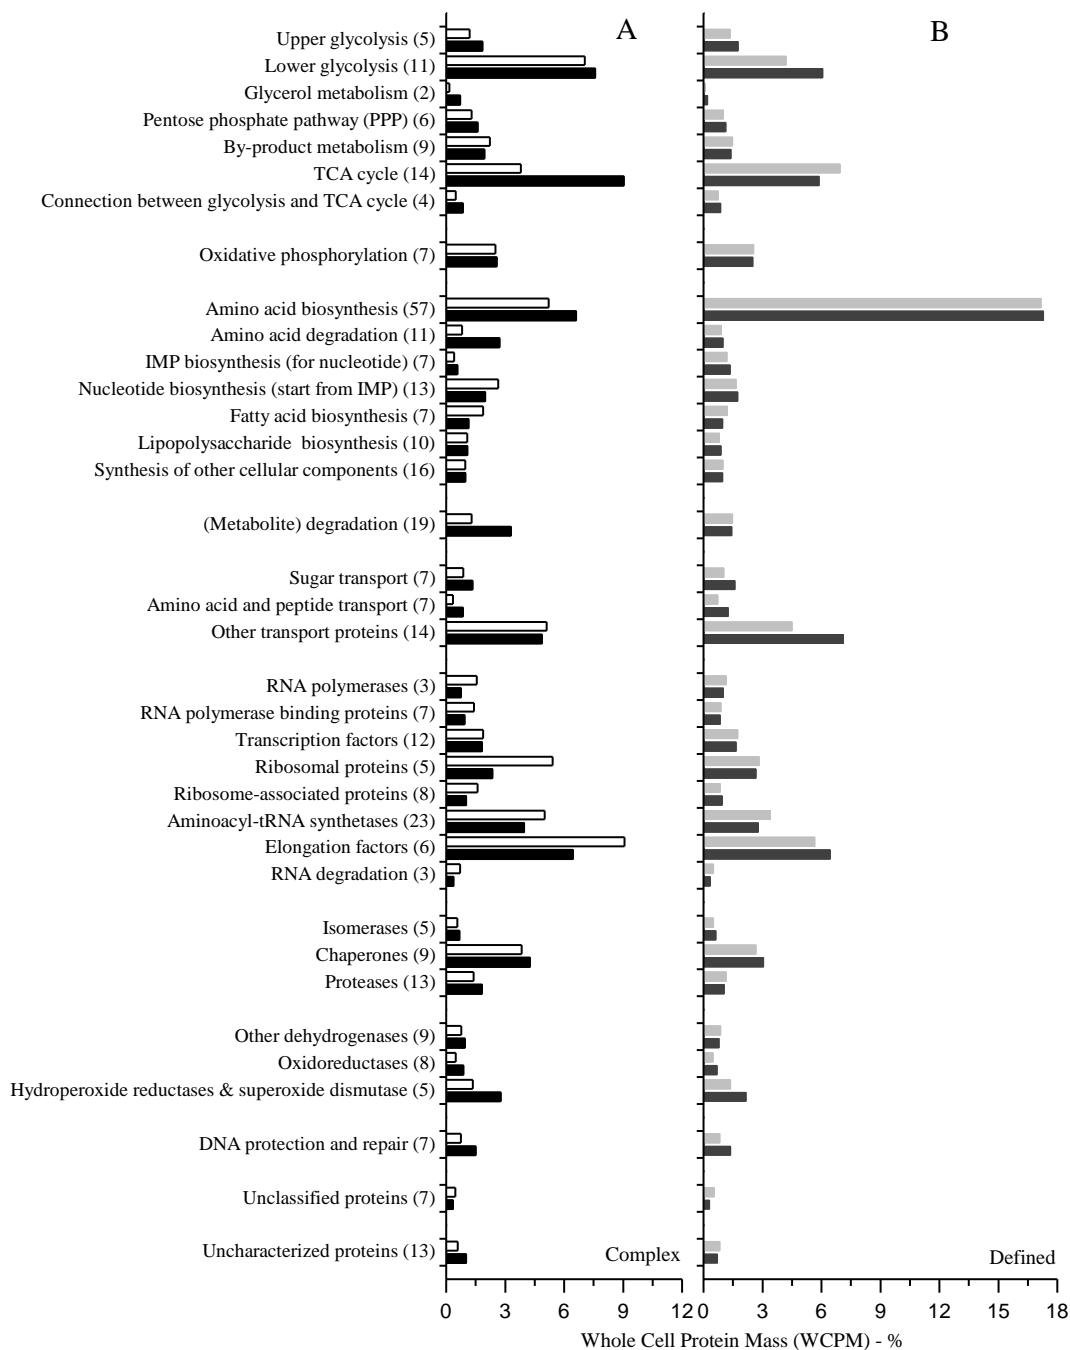 A
B
Upper glycolysis (5)
Lower glycolysis (11)
Glycerol metabolism (2)
Pentose phosphate pathway (PPP) (6)
By-product metabolism (9)
TCA cycle (14)
Connection between glycolysis and TCA cycle (4)
Oxidative phosphorylation (7)
Amino acid biosynthesis (57)
Amino acid degradation (11)
IMP biosynthesis (for nucleotide) (7)
Nucleotide biosynthesis (start from IMP) (13)
Fatty acid biosynthesis (7)
Lipopolysaccharide biosynthesis (10)
Synthesis of other cellular components (16)
(Metabolite) degradation (19)
Sugar transport (7)
Amino acid and peptide transport (7)
Other transport proteins (14)
RNA polymerases (3)
RNA polymerase binding proteins (7)
Transcription factors (12)
Ribosomal proteins (5)
Ribosome-associated proteins (8)
Aminoacyl-tRNA synthetases (23)
Elongation factors (6)
RNA degradation (3)
Isomerases (5)
Chaperones (9)
Proteases (13)
Other dehydrogenases (9)
Oxidoreductases (8)
Hydroperoxide reductases & superoxide dismutase (5)
DNA protection and repair (7)
Unclassified proteins (7)
Uncharacterized proteins (13)
Complex
Defined
0 3 6 9 12 0 3 6 9 12 15 18
Whole Cell Protein Mass (WCPM) - %